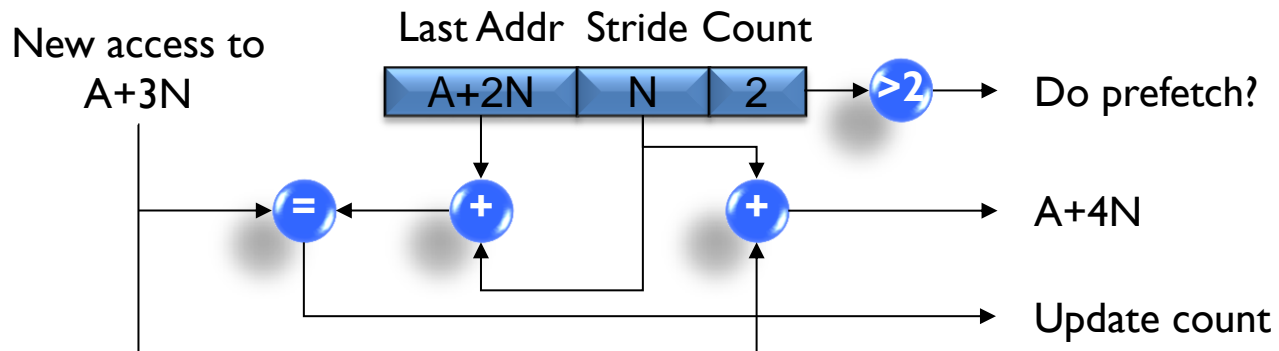 New access to
A+3N
Last Addr Stride Count
A+2N N 2
>2
Do prefetch?
= + +
A+4N
Update count